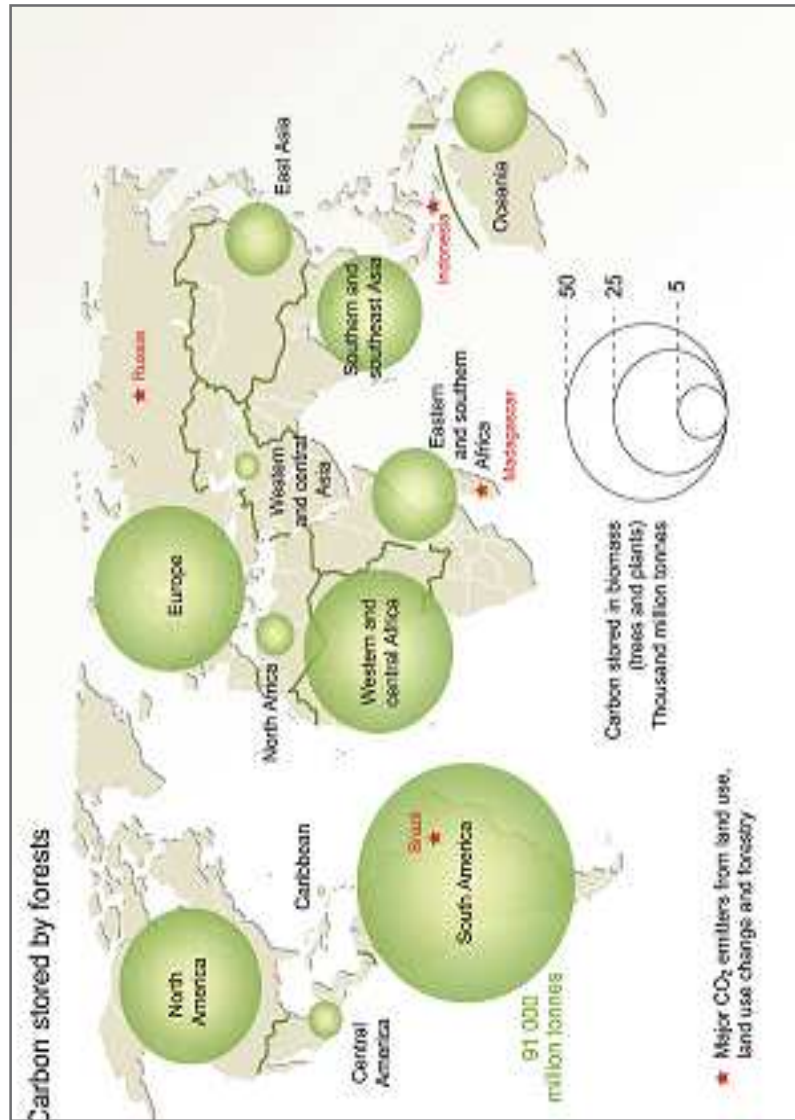 Carbon stored by forests
North
America
Central
America
Caribbean
South America
Brazil
91 000
million tonnes
Europe
North Africa
Western and
central Africa
Western
and central
Asia
Eastern
and southern
Africa
Madagascar
Russia
East Asia
Southern and
southeast Asia
Indonesia
Oceania
Carbon stored in biomass
(trees and plants)
Thousand million tonnes
50
25
5
Major CO₂ emitters from land use,
land use change and forestry